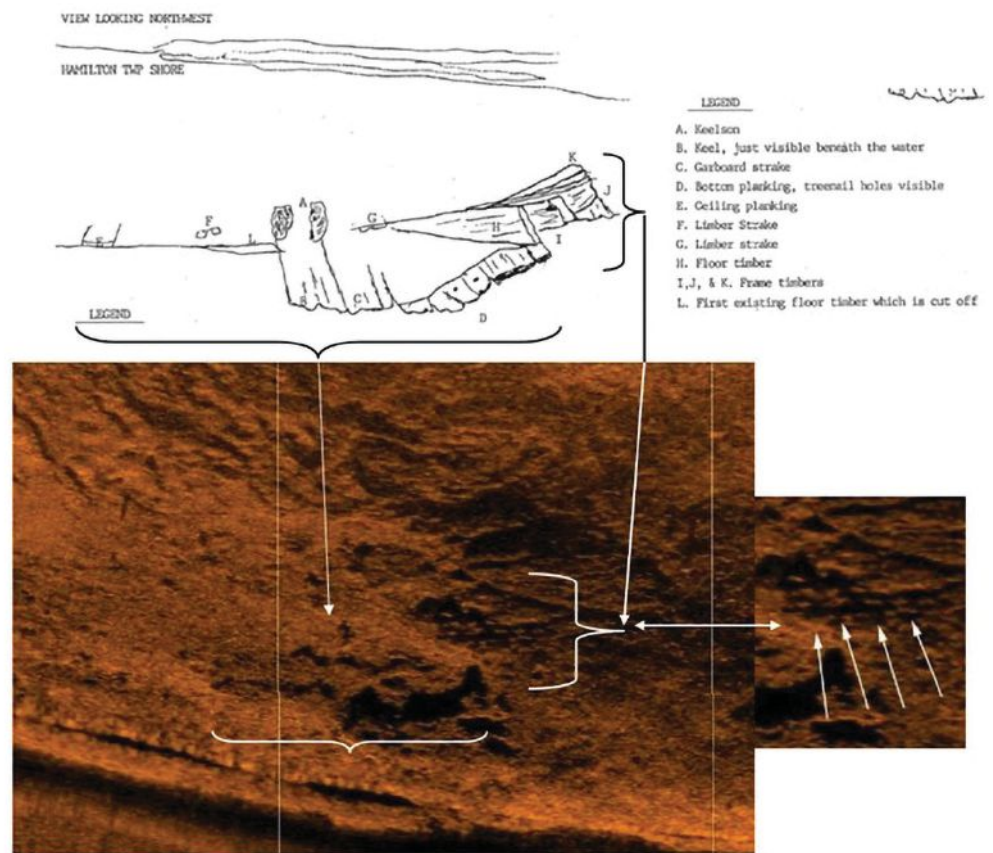 VIEW LOOKING NORTHWEST
HAMILTON TWP SHORE
LEGEND
A. Keelson
B. Keel, just visible beneath the water
C. Garboard strake
D. Bottom planking, treenail holes visible
E. Ceiling planking
F. Limber Strake
G. Limber strake
H. Floor timber
I,J, & K. Frame timbers
L. First existing floor timber which is cut off
K
J
A
F
G
H
E
L
I
B
C
D
LEGEND